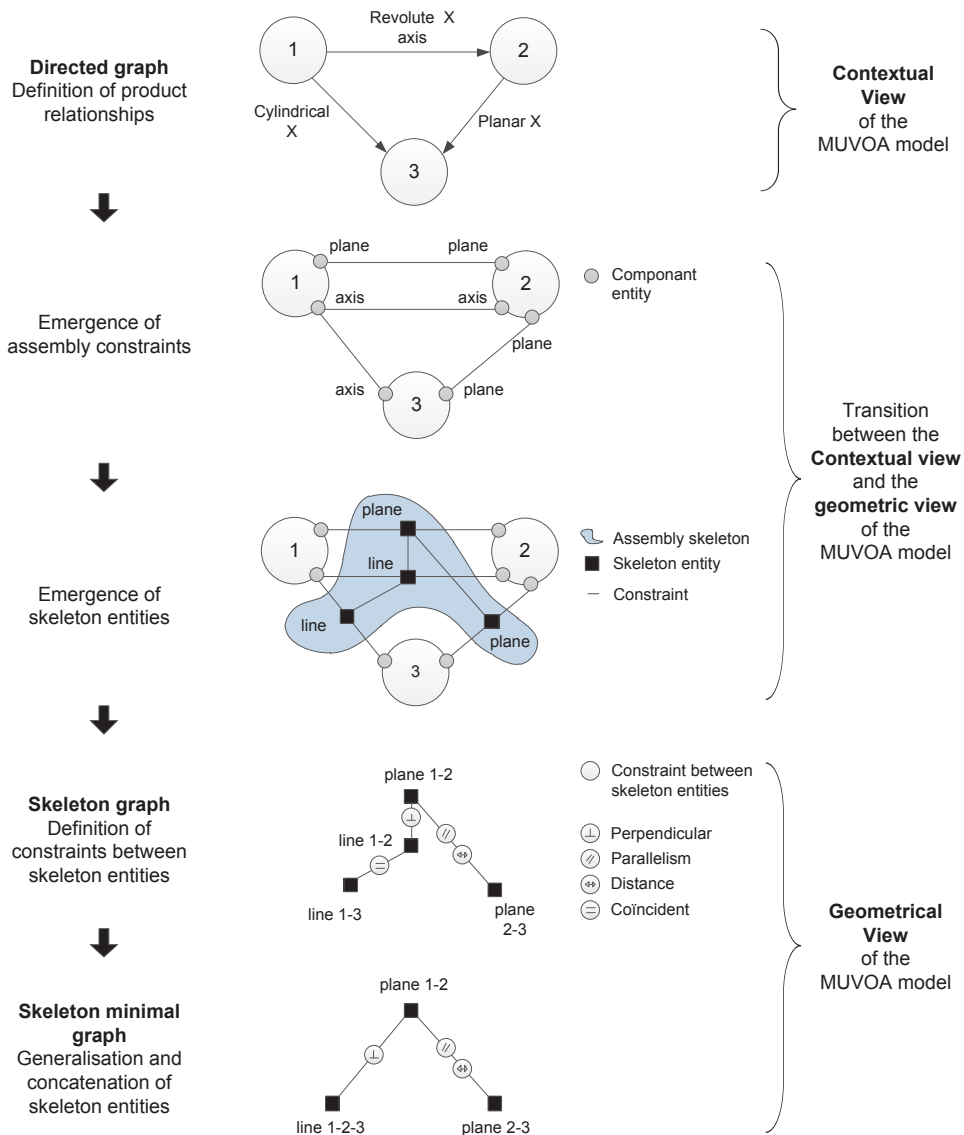 Directed graph
Definition of product
relationships
1
Revolute X
axis
2
Cylindrical
X
Planar X
3
Contextual
View
of the
MUVOA model
Emergence of
assembly constraints
plane
plane
1
2
axis
axis
plane
axis
3
plane
Componant
entity
Transition
between the
Contextual view
and the
geometric view
of the
MUVOA model
Emergence of
skeleton entities
plane
1
2
line
line
plane
3
Assembly skeleton
Skeleton entity
Constraint
Skeleton graph
Definition of
constraints between
skeleton entities
plane 1-2
line 1-2
line 1-3
plane
2-3
Constraint between
skeleton entities
Perpendicular
Parallelism
Distance
Coïncident
Geometrical
View
of the
MUVOA model
Skeleton minimal
graph
Generalisation and
concatenation of
skeleton entities
plane 1-2
line 1-2-3
plane 2-3